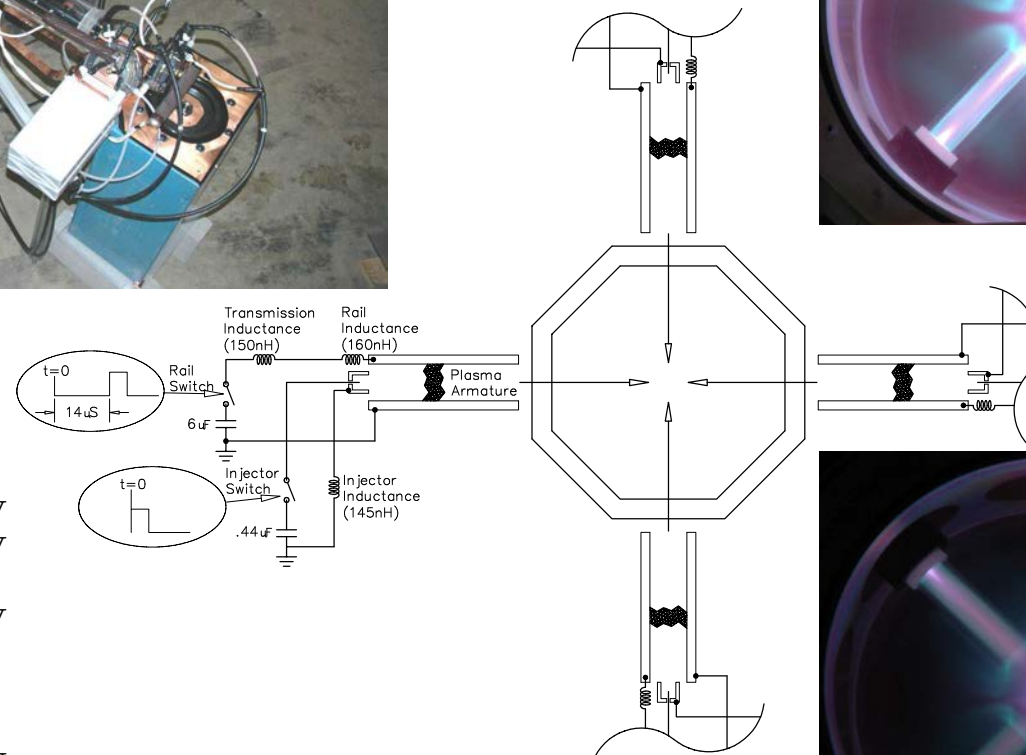 Transmission
Inductance
(150nH)
Rail
Inductance
(160nH)
t=0
14uS
Rail
Switch
6uF
Plasma
Armature
t=0
Injector
Switch
.44uF
Injector
Inductance
(145nH)